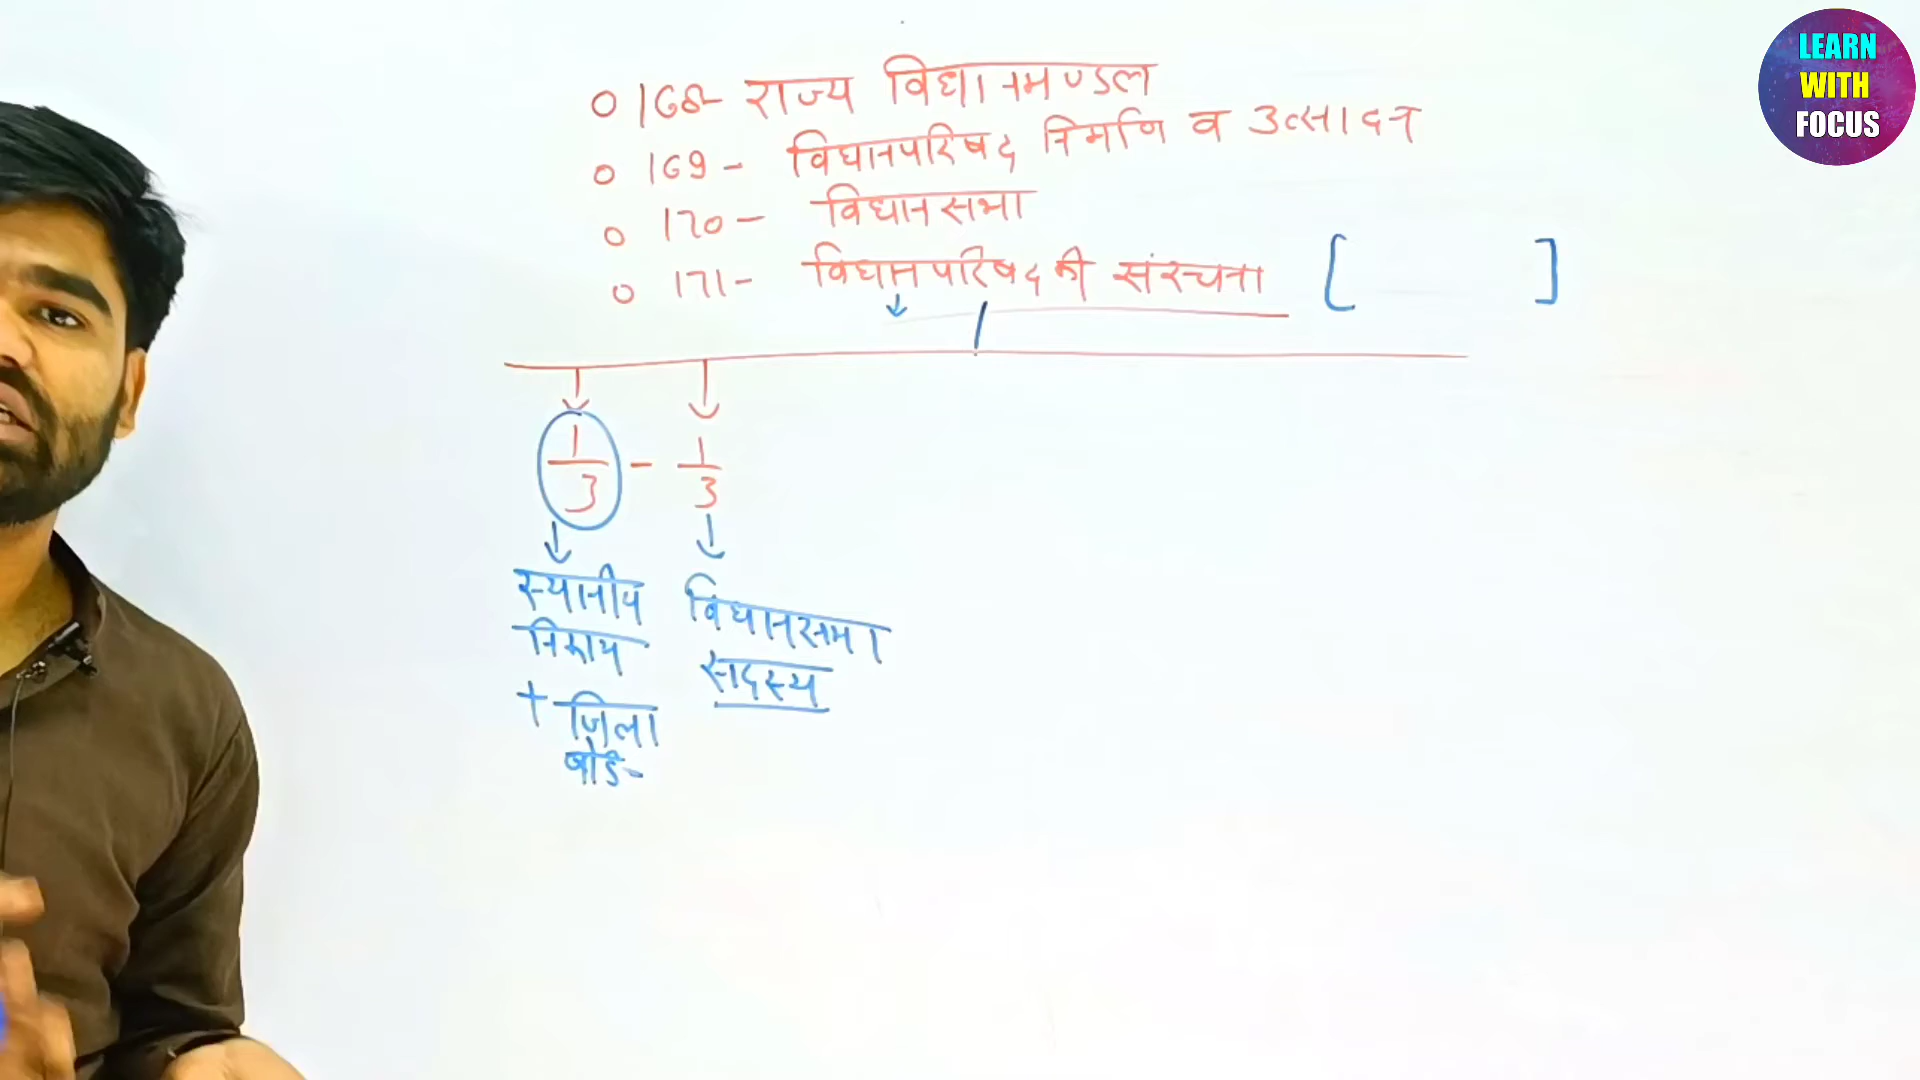 ० 168- राज्य विधानमण्डल
० 169 - विधानपरिषद निर्माण व उत्सादन
० 170 - विधानसभा
० 171 - विधानपरिषद की संरचना [ ]
1/3 - 1/3
स्थानीय
निकाय
+ जिला
बोर्ड-
विधानसभा
सदस्य
LEARN
WITH
FOCUS